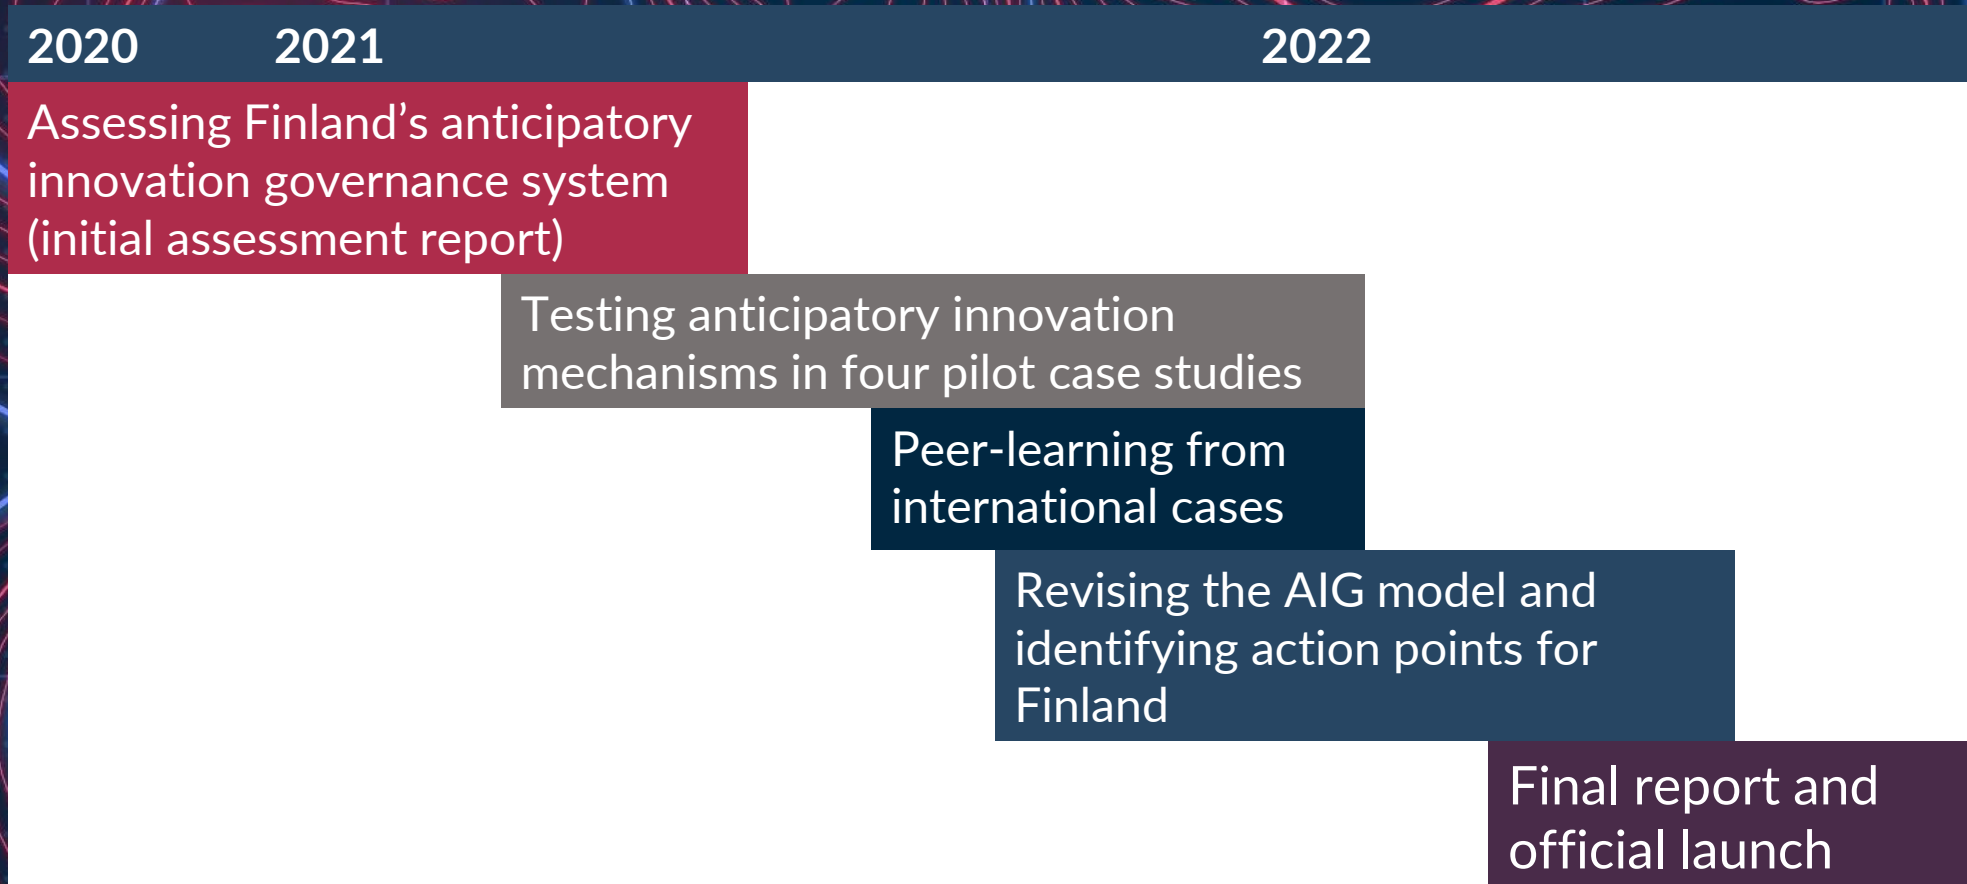 2020 2021 2022
Assessing Finland’s anticipatory
innovation governance system
(initial assessment report)
Testing anticipatory innovation
mechanisms in four pilot case studies
Peer-learning from
international cases
Revising the AIG model and
identifying action points for
Finland
Final report and
official launch